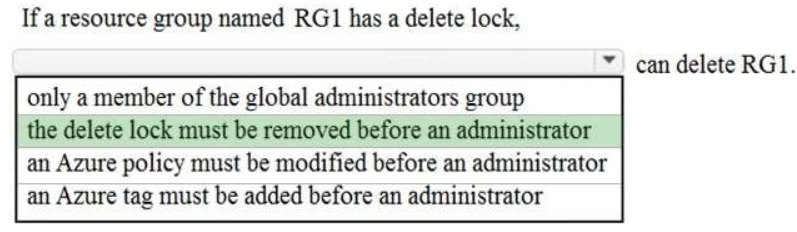 If a resource group named RG1 has a delete lock,
can delete RG1.
only a member of the global administrators group
the delete lock must be removed before an administrator
an Azure policy must be modified before an administrator
an Azure tag must be added before an administrator